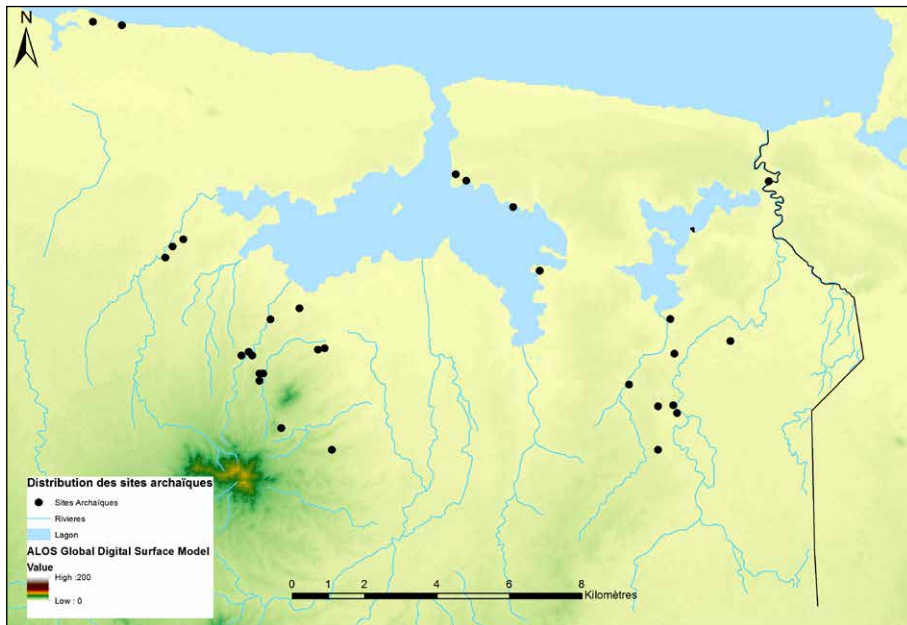 N
Distribution des sites archaïques
Sites Archaïques
Rivieres
Lagon
ALOS Global Digital Surface Model
Value
High :200
Low : 0
0 1 2 4 6 8
Kilomètres